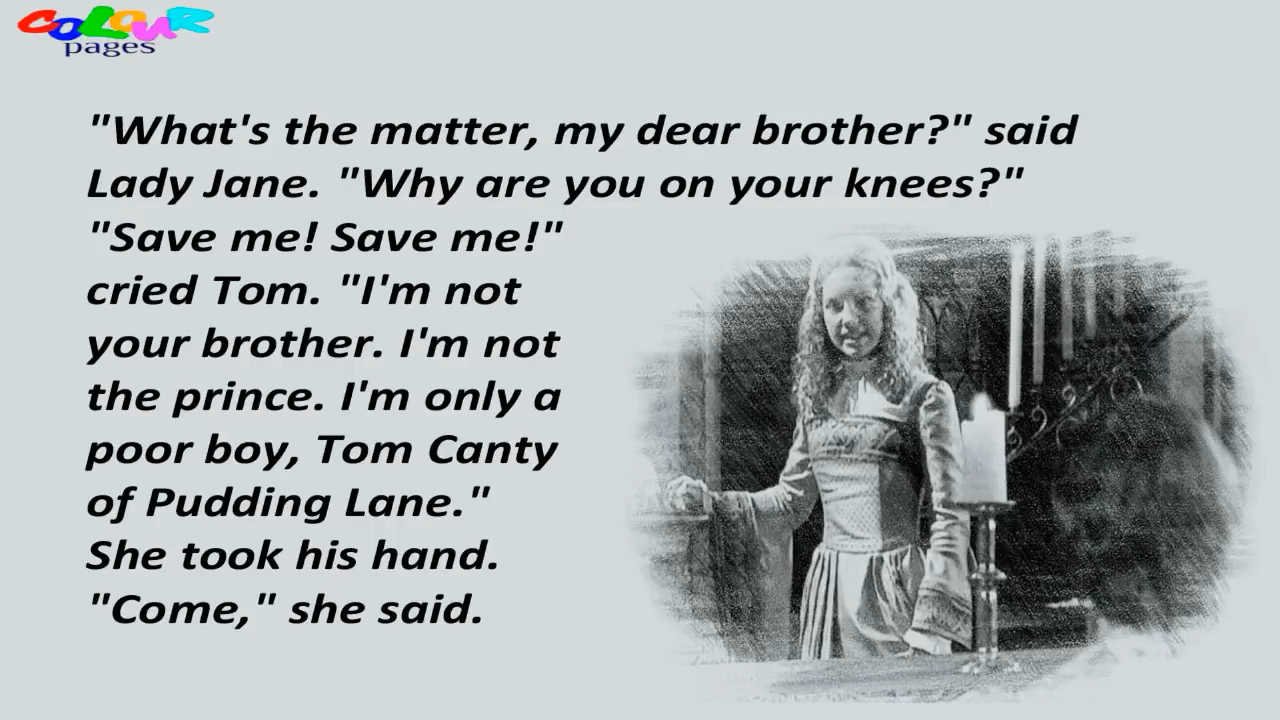 COLOUR
pages
"What's the matter, my dear brother?" said
Lady Jane. "Why are you on your knees?"
"Save me! Save me!"
cried Tom. "I'm not
your brother. I'm not
the prince. I'm only a
poor boy, Tom Canty
of Pudding Lane."
She took his hand.
"Come," she said.